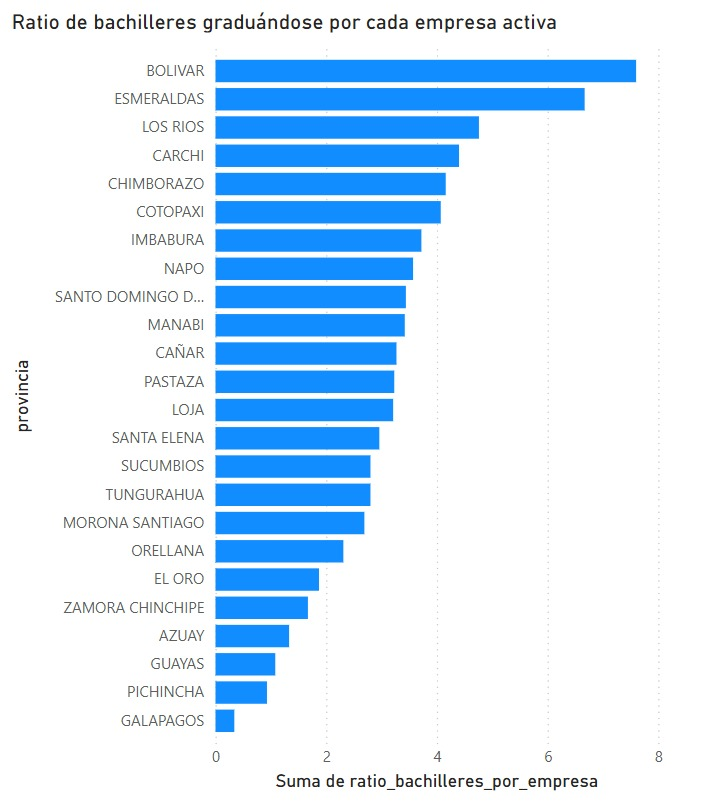 Ratio de bachilleres graduándose por cada empresa activa
BOLIVAR
ESMERALDAS
LOS RIOS
CARCHI
CHIMBORAZO
COTOPAXI
IMBABURA
NAPO
SANTO DOMINGO D...
MANABI
CAÑAR
PASTAZA
LOJA
SANTA ELENA
SUCUMBIOS
TUNGURAHUA
MORONA SANTIAGO
ORELLANA
EL ORO
ZAMORA CHINCHIPE
AZUAY
GUAYAS
PICHINCHA
GALAPAGOS
provincia
0 2 4 6 8
Suma de ratio_bachilleres_por_empresa